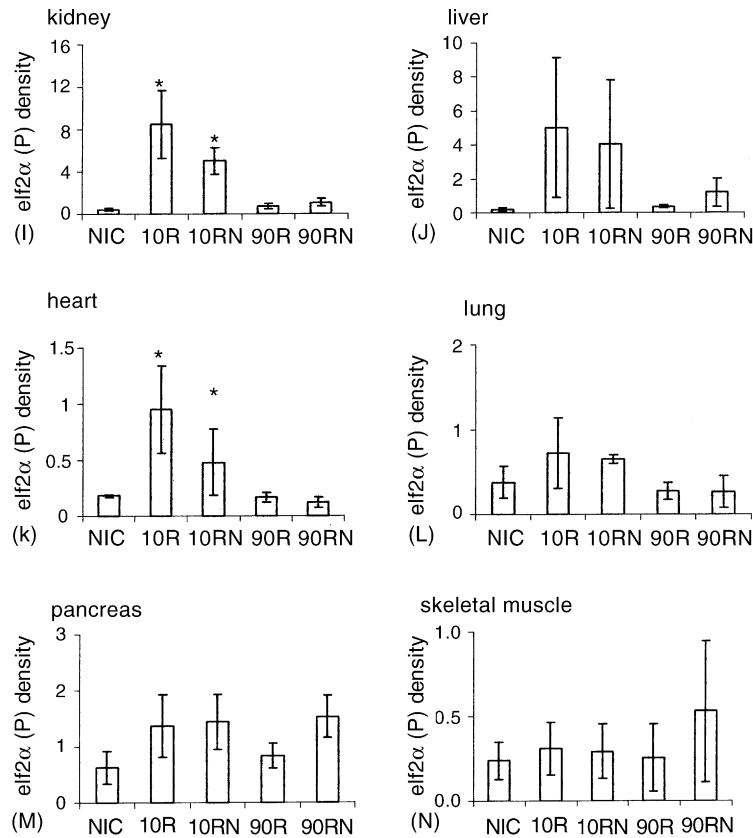 kidney
eIf2α (P) density
16
12
8
4
0
*
*
(I)
NIC 10R 10RN 90R 90RN
liver
eIf2α (P) density
10
8
6
4
2
0
(J)
NIC 10R 10RN 90R 90RN
heart
eIf2α (P) density
1.5
1
0.5
0
*
*
(k)
NIC 10R 10RN 90R 90RN
lung
eIf2α (P) density
2
1
0
(L)
NIC 10R 10RN 90R 90RN
pancreas
eIf2α (P) density
3
2
1
0
(M)
NIC 10R 10RN 90R 90RN
skeletal muscle
eIf2α (P) density
1.0
0.5
0.0
(N)
NIC 10R 10RN 90R 90RN